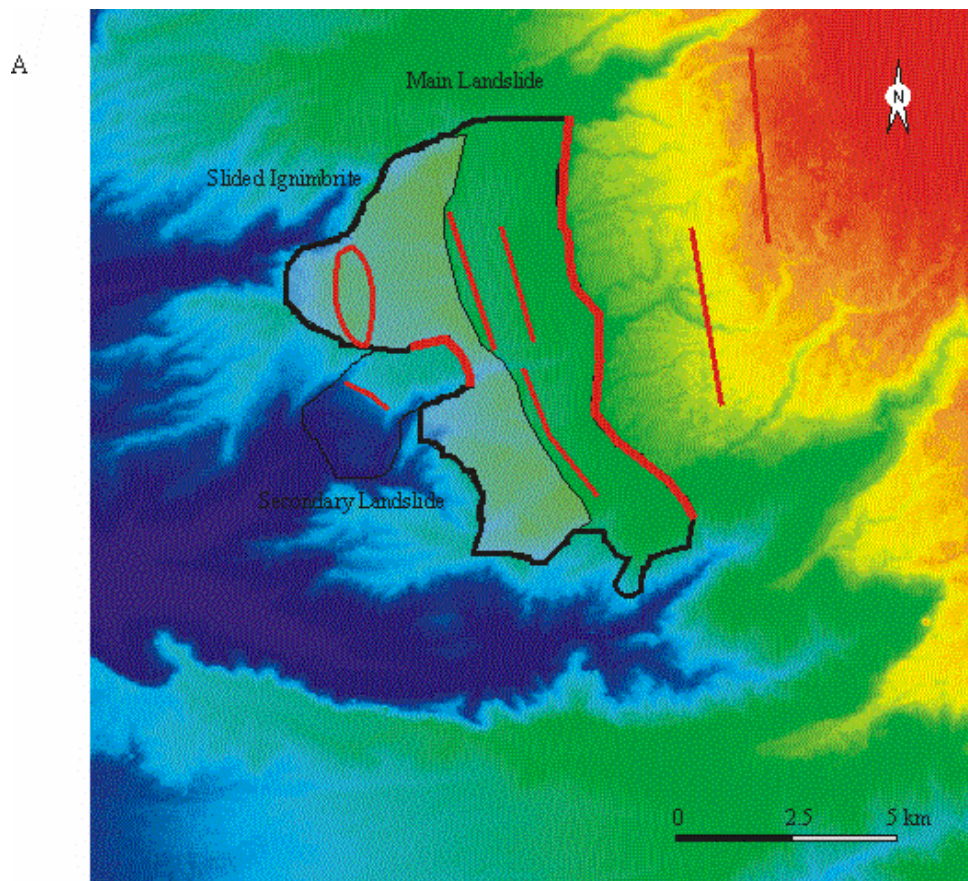 A
Main Landslide
N
Slided Ignimbrite
Secondary Landslide
0 2.5 5 km